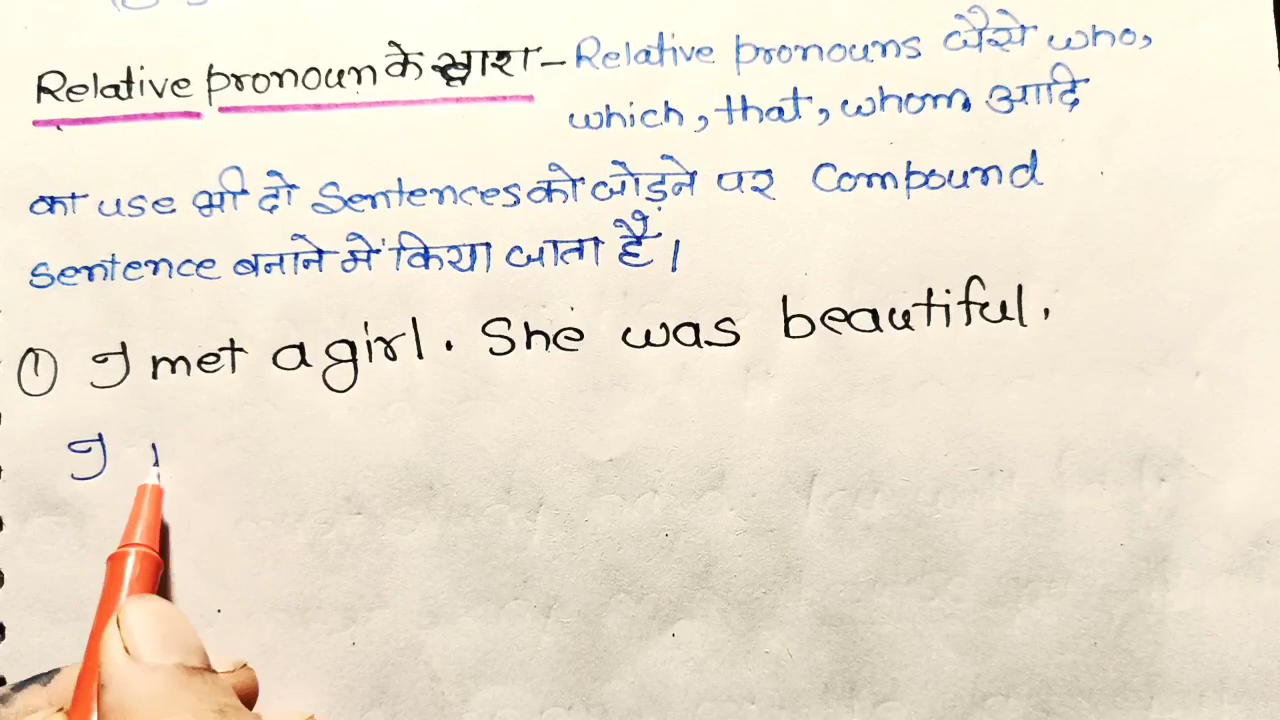 Relative pronoun के द्वारा – Relative pronouns जैसे who,
which, that, whom आदि
का use भी दो Sentences को जोड़ने पर Compound
Sentence बनाने में किया जाता है।
① I met a girl. She was beautiful.
I